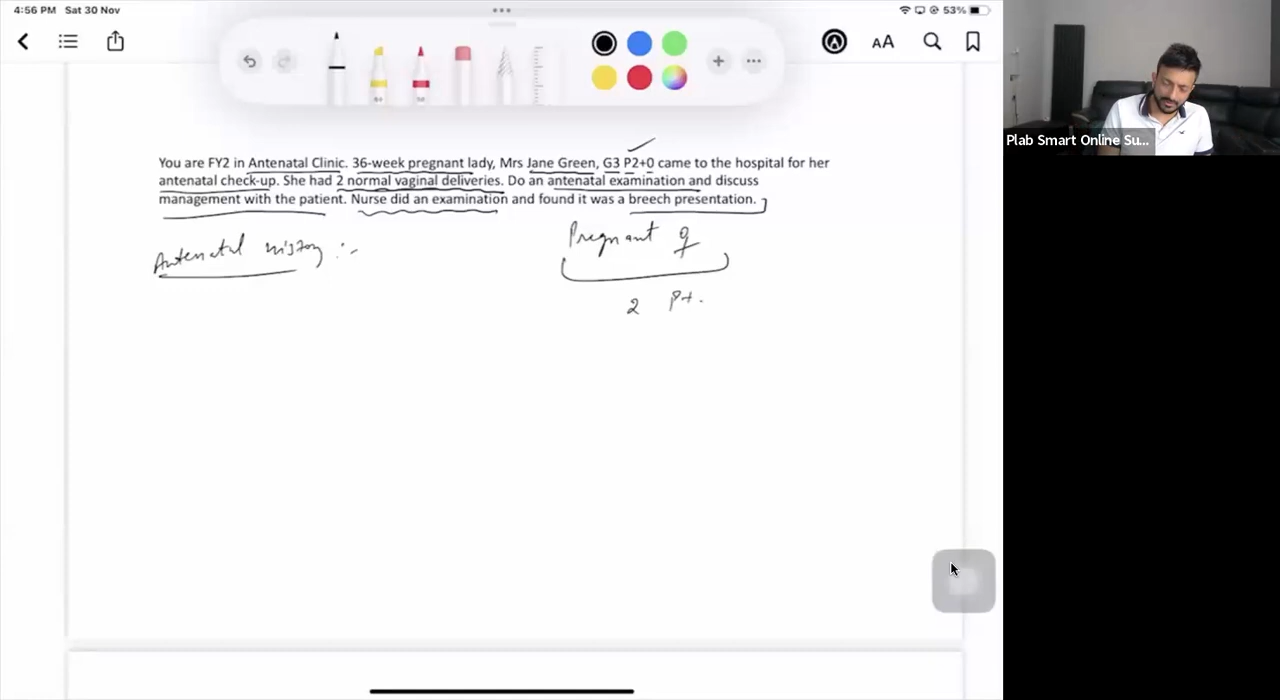 4:56 PM Sat 30 Nov
53%
AA
Plab Smart Online Su...
You are FY2 in Antenatal Clinic. 36-week pregnant lady, Mrs Jane Green, G3 P2+0 came to the hospital for her
antenatal check-up. She had 2 normal vaginal deliveries. Do an antenatal examination and discuss
management with the patient. Nurse did an examination and found it was a breech presentation.
Antenatal history :-
Pregnant ♀
2 Pt.